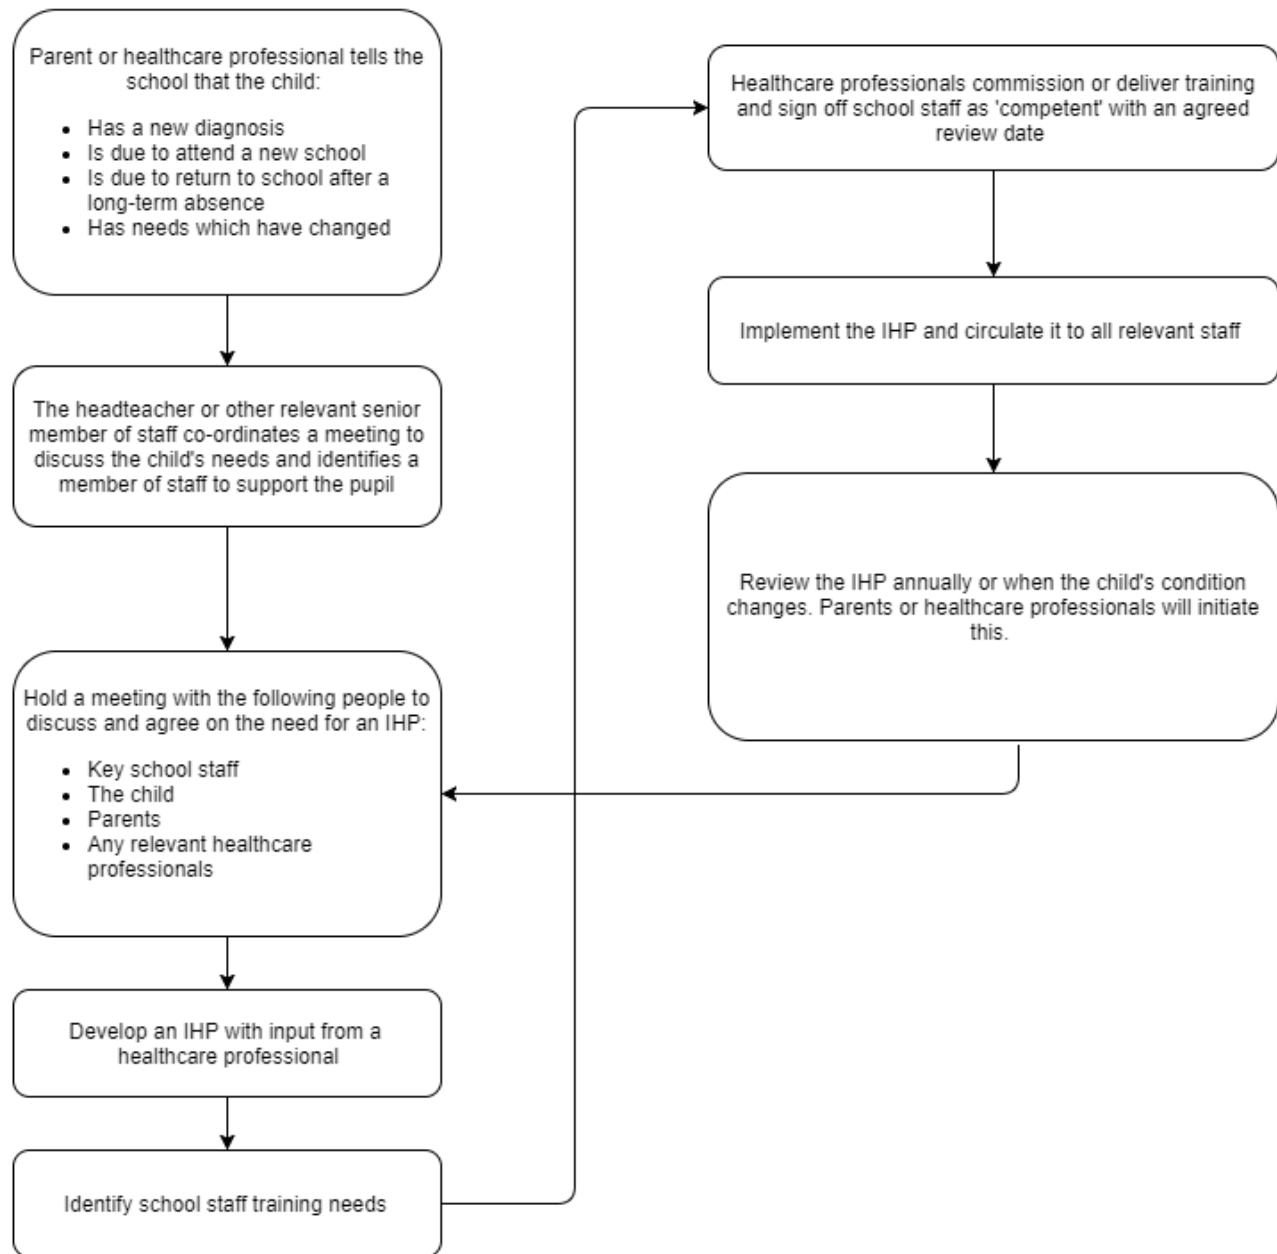 Parent or healthcare professional tells the
school that the child:
• Has a new diagnosis
• Is due to attend a new school
• Is due to return to school after a
long-term absence
• Has needs which have changed
The headteacher or other relevant senior
member of staff co-ordinates a meeting to
discuss the child's needs and identifies a
member of staff to support the pupil
Hold a meeting with the following people to
discuss and agree on the need for an IHP:
• Key school staff
• The child
• Parents
• Any relevant healthcare
professionals
Develop an IHP with input from a
healthcare professional
Identify school staff training needs
Healthcare professionals commission or deliver training
and sign off school staff as 'competent' with an agreed
review date
Implement the IHP and circulate it to all relevant staff
Review the IHP annually or when the child's condition
changes. Parents or healthcare professionals will initiate
this.